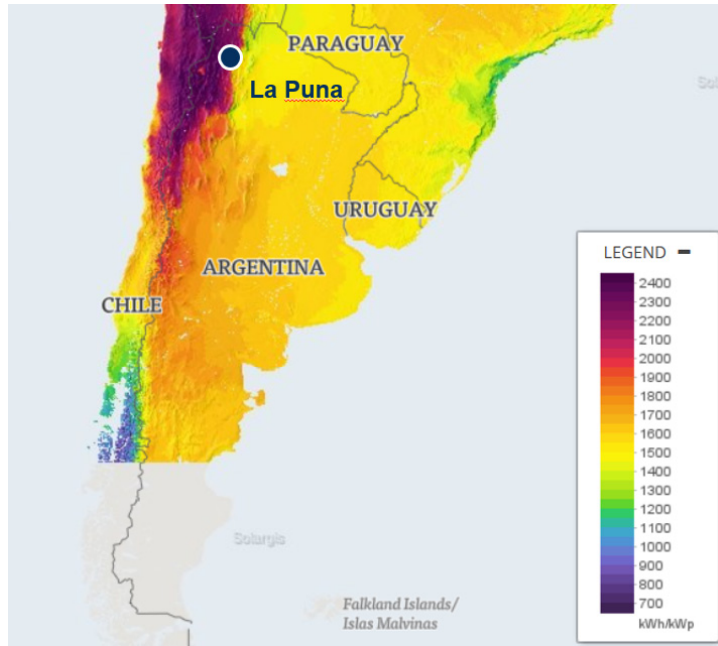 PARAGUAY
La Puna
Sol
URUGUAY
ARGENTINA
CHILE
LEGEND
2400
2300
2200
2100
2000
1900
1800
1700
1600
1500
1400
1300
1200
1100
1000
900
800
700
kWh/kWp
Solargis
Falkland Islands/
Islas Malvinas